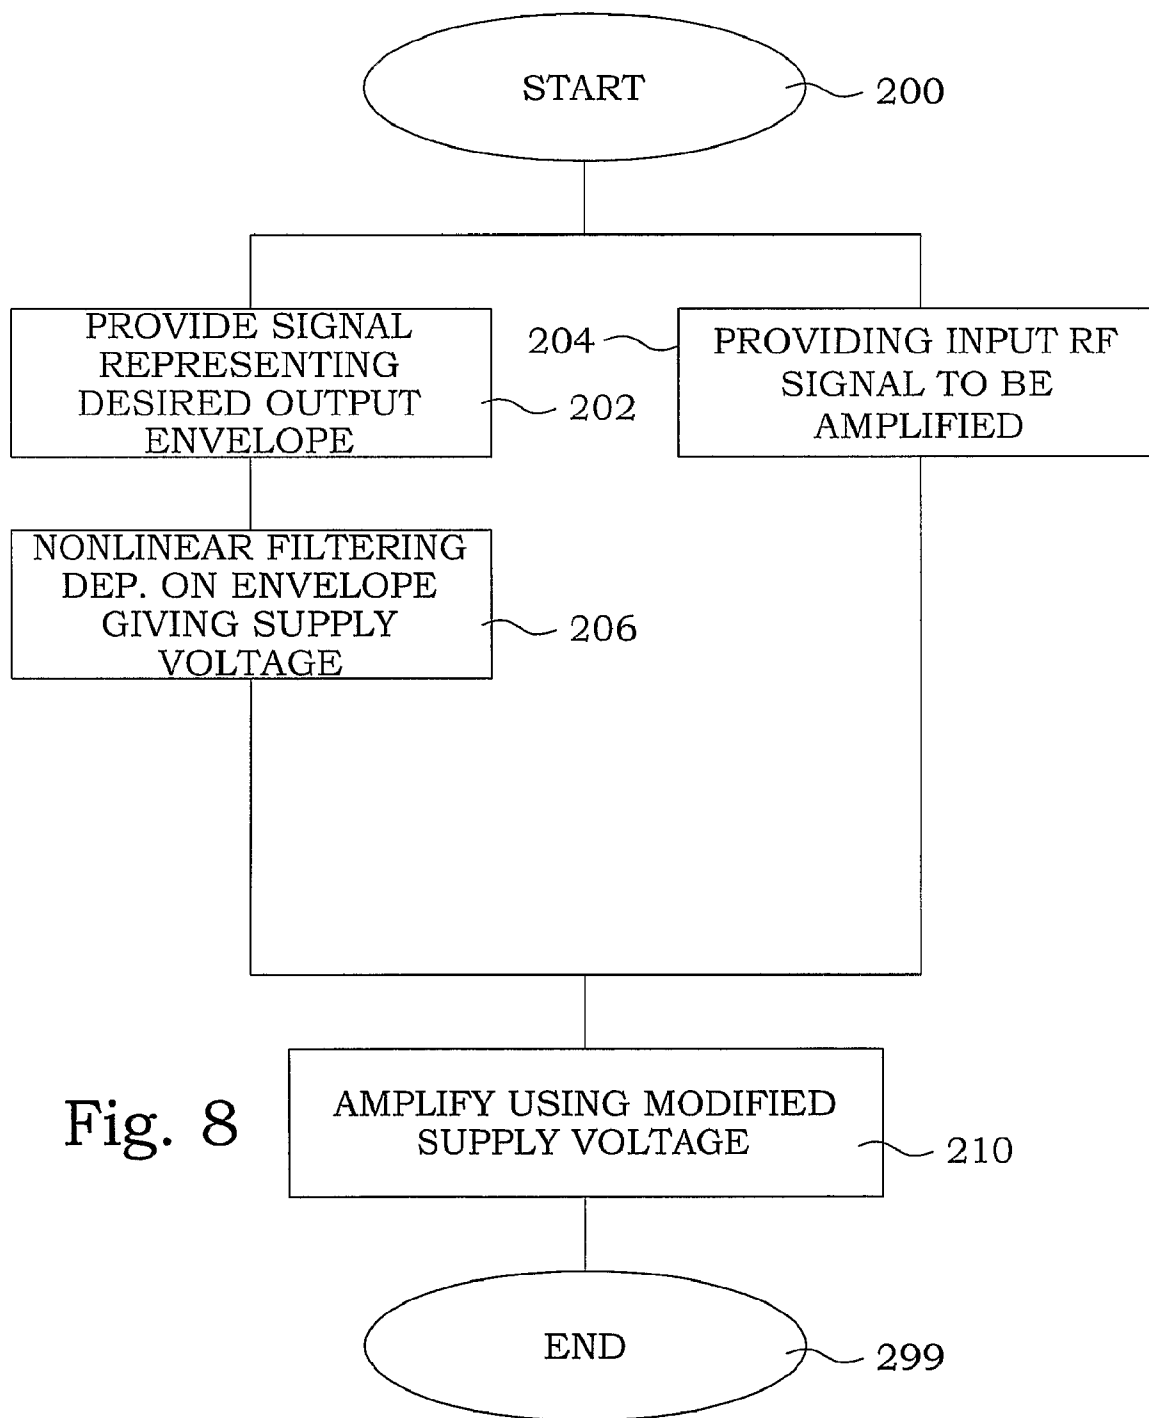 START
200
PROVIDE SIGNAL
REPRESENTING
DESIRED OUTPUT
ENVELOPE
202
204
PROVIDING INPUT RF
SIGNAL TO BE
AMPLIFIED
NONLINEAR FILTERING
DEP. ON ENVELOPE
GIVING SUPPLY
VOLTAGE
206
Fig. 8
AMPLIFY USING MODIFIED
SUPPLY VOLTAGE
210
END
299